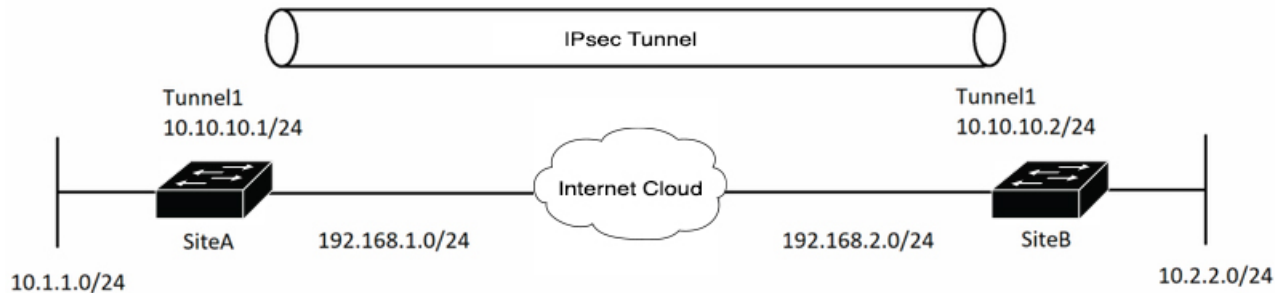 IPsec Tunnel
Tunnel1
10.10.10.1/24
Tunnel1
10.10.10.2/24
Internet Cloud
SiteA
192.168.1.0/24
192.168.2.0/24
SiteB
10.1.1.0/24
10.2.2.0/24